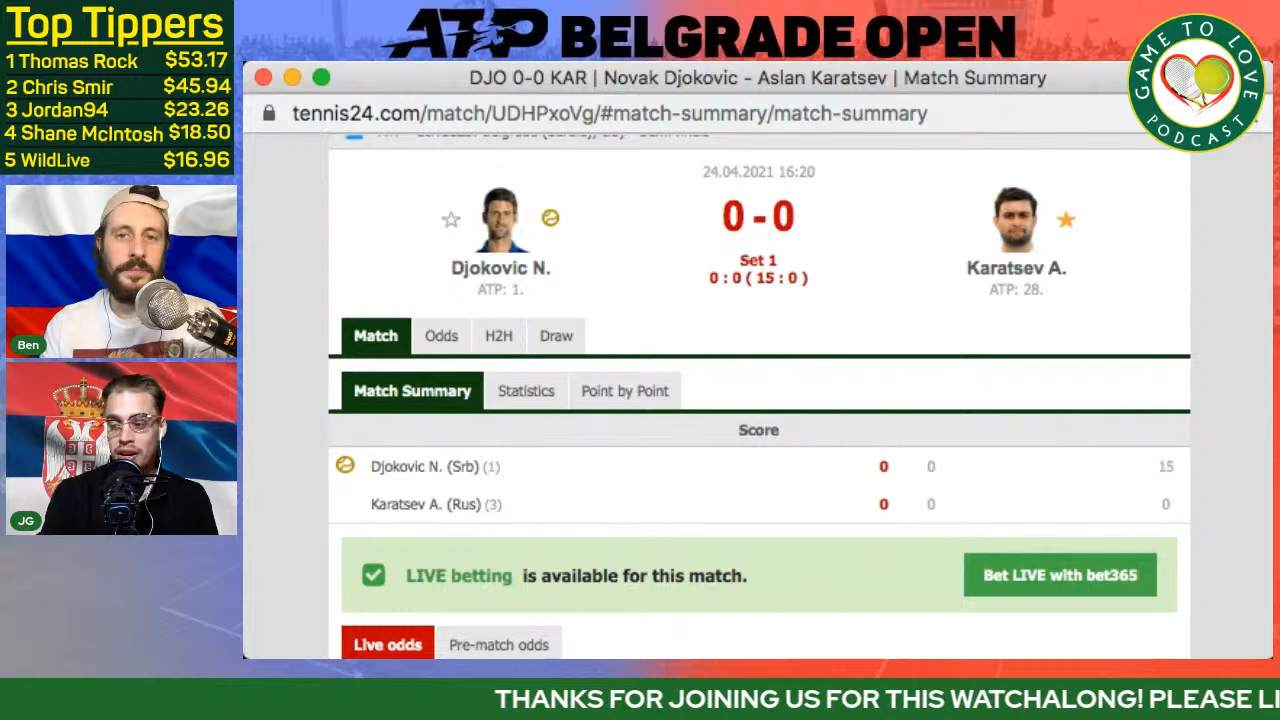 Top Tippers
1 Thomas Rock $53.17
2 Chris Smir $45.94
3 Jordan94 $23.26
4 Shane McIntosh $18.50
5 WildLive $16.96
ATP BELGRADE OPEN
GAME TO LOVE
PODCAST
DJO 0-0 KAR | Novak Djokovic - Aslan Karatsev | Match Summary
tennis24.com/match/UDHPxoVg/#match-summary/match-summary
24.04.2021 16:20
0 - 0
Set 1
0 : 0 ( 15 : 0 )
Djokovic N.
ATP: 1.
Karatsev A.
ATP: 28.
Match Odds H2H Draw
Match Summary Statistics Point by Point
Score
Djokovic N. (Srb) (1) 0 0 15
Karatsev A. (Rus) (3) 0 0 0
LIVE betting is available for this match.
Bet LIVE with bet365
Live odds Pre-match odds
Ben
JG
THANKS FOR JOINING US FOR THIS WATCHALONG! PLEASE LI